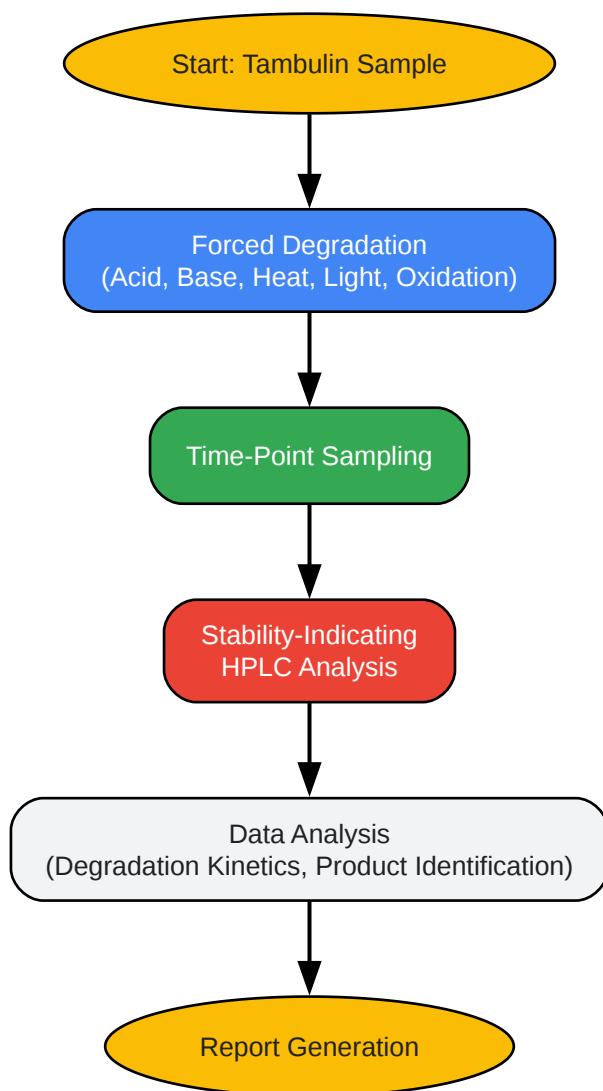 Start: Tambulin Sample
Forced Degradation
(Acid, Base, Heat, Light, Oxidation)
Time-Point Sampling
Stability-Indicating
HPLC Analysis
Data Analysis
(Degradation Kinetics, Product Identification)
Report Generation